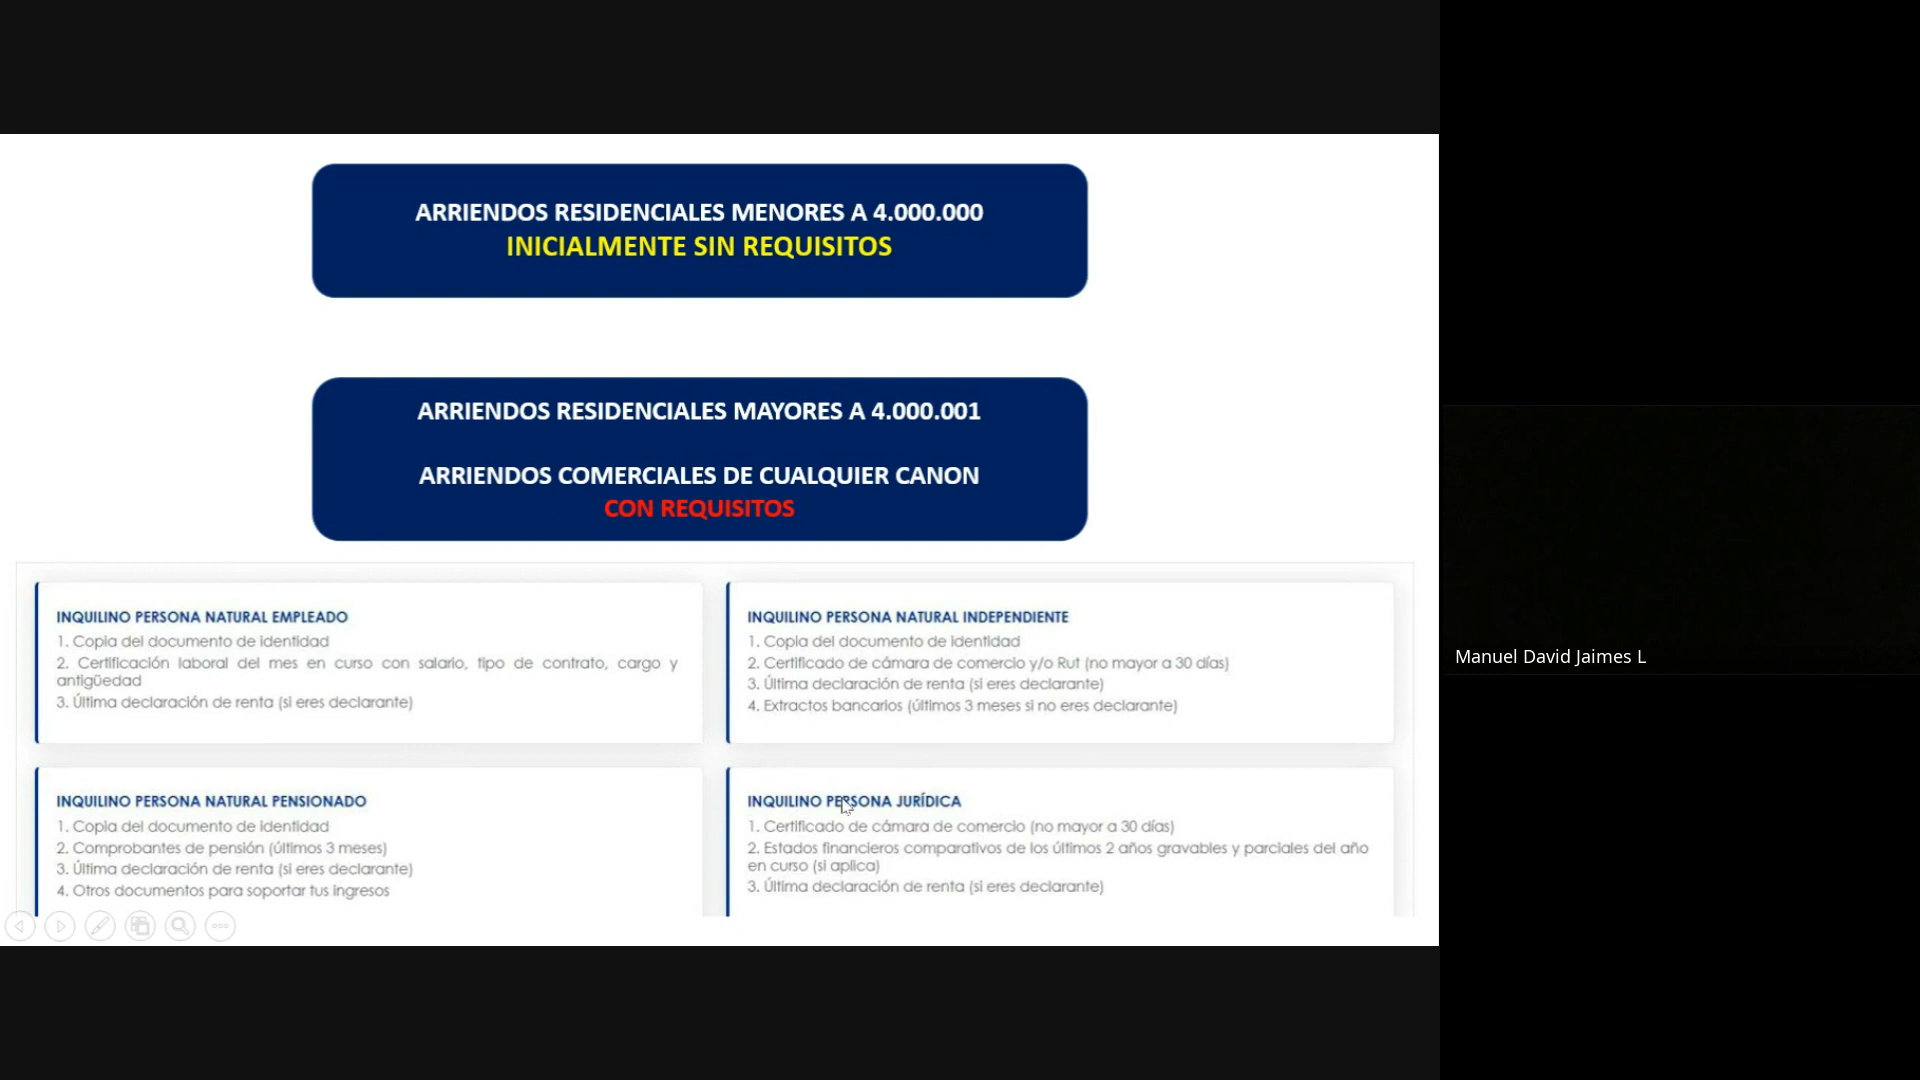 ARRIENDOS RESIDENCIALES MENORES A 4.000.000
INICIALMENTE SIN REQUISITOS
ARRIENDOS RESIDENCIALES MAYORES A 4.000.001
ARRIENDOS COMERCIALES DE CUALQUIER CANON
CON REQUISITOS
INQUILINO PERSONA NATURAL EMPLEADO
1. Copia del documento de identidad
2. Certificación laboral del mes en curso con salario, tipo de contrato, cargo y
antigüedad
3. Última declaración de renta (si eres declarante)
INQUILINO PERSONA NATURAL INDEPENDIENTE
1. Copia del documento de identidad
2. Certificado de cámara de comercio y/o Rut (no mayor a 30 días)
3. Última declaración de renta (si eres declarante)
4. Extractos bancarios (últimos 3 meses si no eres declarante)
INQUILINO PERSONA NATURAL PENSIONADO
1. Copia del documento de identidad
2. Comprobantes de pensión (últimos 3 meses)
3. Última declaración de renta (si eres declarante)
4. Otros documentos para soportar tus ingresos
INQUILINO PERSONA JURÍDICA
1. Certificado de cámara de comercio (no mayor a 30 días)
2. Estados financieros comparativos de los últimos 2 años gravables y parciales del año
en curso (si aplica)
3. Última declaración de renta (si eres declarante)
Manuel David Jaimes L